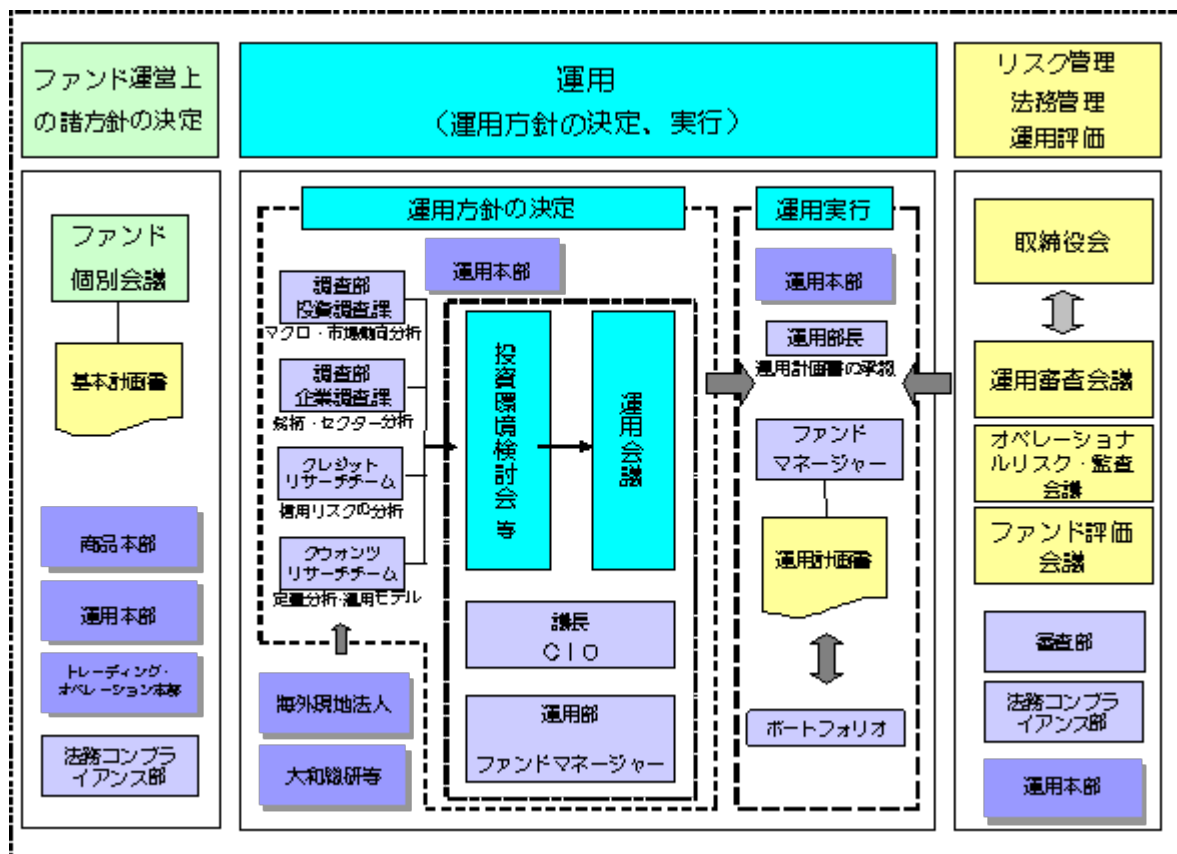 ファンド運営上
の諸方針の決定
運用
(運用方針の決定、実行)
リスク管理
法務管理
運用評価
ファンド
個別会議
基本計画書
商品本部
運用本部
トレーディング・
オペレーション本部
法務コンプラ
イアンス部
運用方針の決定
運用本部
調査部
投資調査課
マクロ・市場動向分析
調査部
企業調査課
銘柄・セクター分析
クレジット
リサーチチーム
信用リスクの分析
クウォンツ
リサーチチーム
定量分析・運用モデル
海外現地法人
大和総研等
投資環境検討会 等
運用会議
議長
CIO
運用部
ファンドマネージャー
運用実行
運用本部
運用部長
運用計画書の承認
ファンド
マネージャー
運用計画書
ポートフォリオ
取締役会
運用審査会議
オペレーショナ
ルリスク・監査
会議
ファンド評価
会議
審査部
法務コンプラ
イアンス部
運用本部